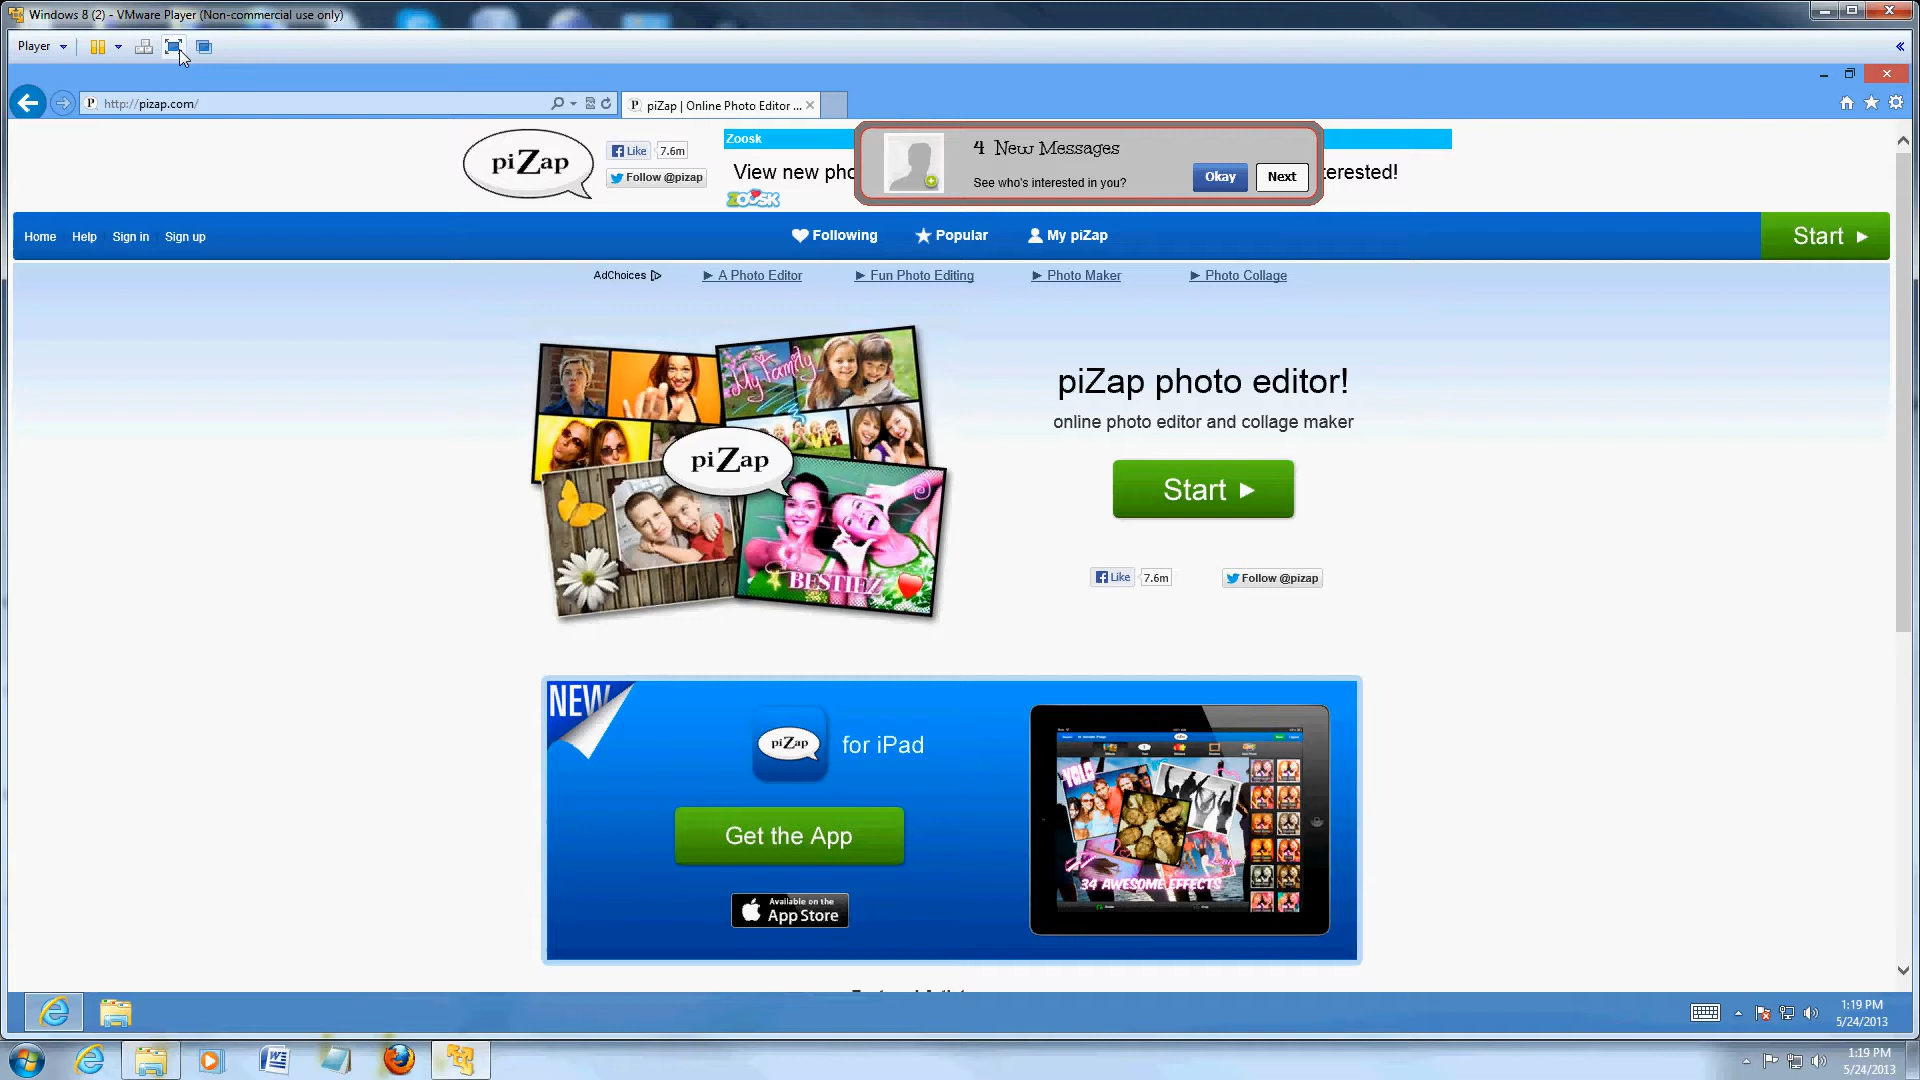 Windows 8 (2) - VMware Player (Non-commercial use only)
Player
http://pizap.com/
piZap | Online Photo Editor ...
piZap
Like 7.6m
Follow @pizap
Zoosk
View new pho
zoosk
4 New Messages
See who's interested in you?
Okay
Next
erested!
Home Help Sign in Sign up
Following Popular My piZap
Start
AdChoices
A Photo Editor
Fun Photo Editing
Photo Maker
Photo Collage
My Family
piZap
BESTIEZ
piZap photo editor!
online photo editor and collage maker
Start
Like 7.6m
Follow @pizap
NEW
piZap
for iPad
Get the App
Available on the
App Store
YOLO
34 AWESOME EFFECTS
1:19 PM
5/24/2013
1:19 PM
5/24/2013